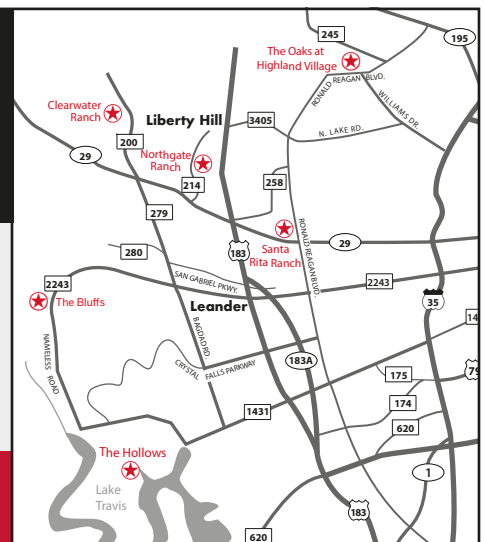 245
195
The Oaks at
Highland Village
RONALD REAGAN BLVD.
WILLIAMS DR.
Clearwater
Ranch
Liberty Hill
3405
N. LAKE RD.
200
29
Northgate
Ranch
214
258
279
Santa
Rita Ranch
RONALD REAGAN BLVD.
29
280
183
SAN GABRIEL PKWY.
2243
2243
The Bluffs
Leander
35
NAMELESS ROAD
BAGDAD RD.
CRYSTAL FALLS PARKWAY
183A
14
175
79
174
1431
620
The Hollows
Lake
Travis
1
183
620